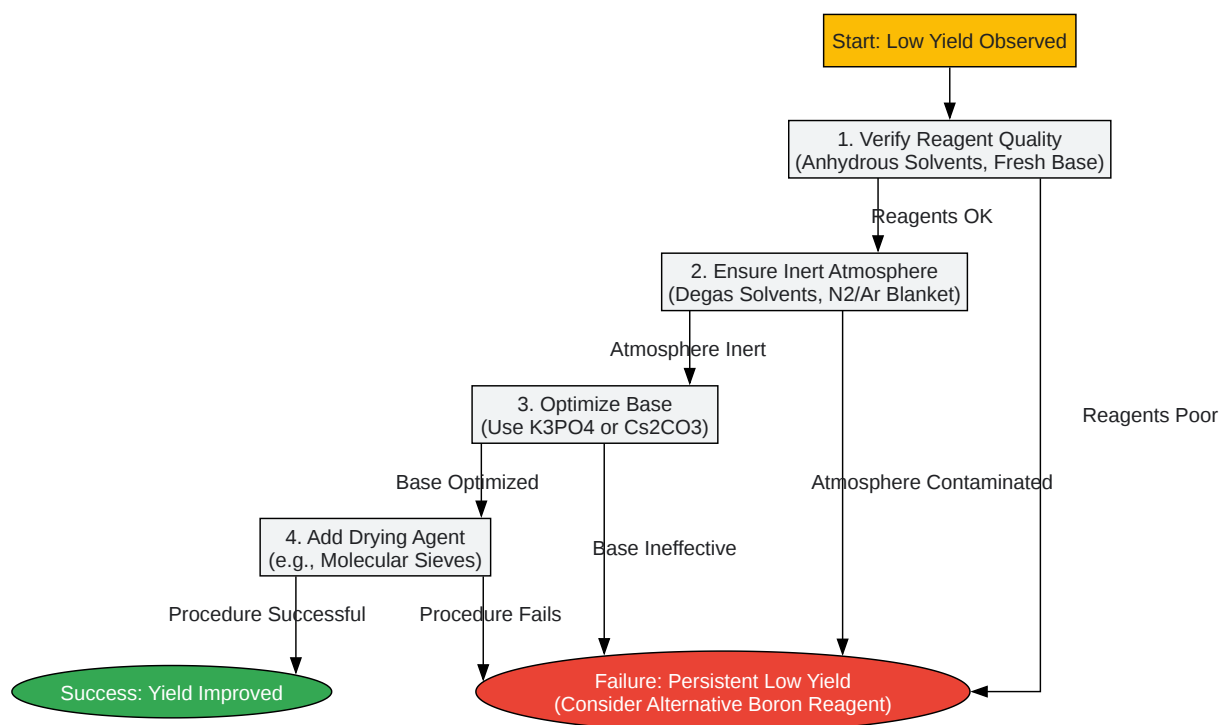 Start: Low Yield Observed
1. Verify Reagent Quality
(Anhydrous Solvents, Fresh Base)
Reagents OK
2. Ensure Inert Atmosphere
(Degas Solvents, N2/Ar Blanket)
Atmosphere Inert
3. Optimize Base
(Use K3PO4 or Cs2CO3)
Reagents Poor
Base Optimized
Atmosphere Contaminated
4. Add Drying Agent
(e.g., Molecular Sieves)
Base Ineffective
Procedure Successful
Procedure Fails
Success: Yield Improved
Failure: Persistent Low Yield
(Consider Alternative Boron Reagent)